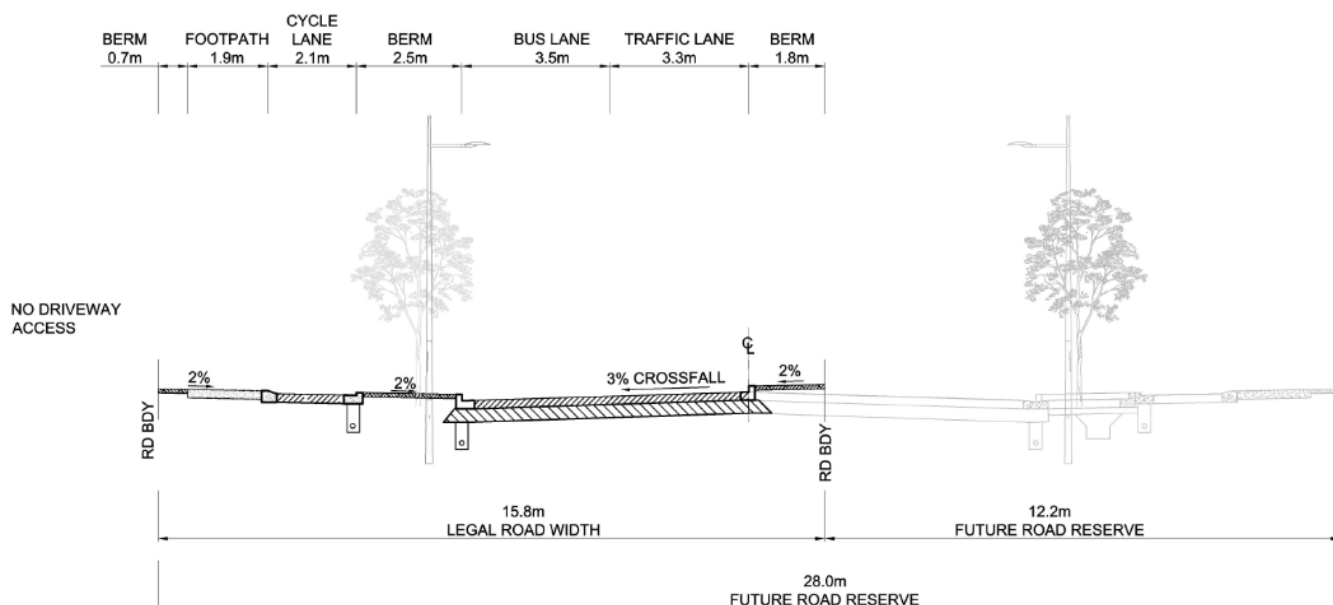 BERM
0.7m
FOOTPATH
1.9m
CYCLE
LANE
2.1m
BERM
2.5m
BUS LANE
3.5m
TRAFFIC LANE
3.3m
BERM
1.8m
NO DRIVEWAY
ACCESS
2%
2%
3% CROSSFALL
CL
2%
RD BDY
RD BDY
15.8m
LEGAL ROAD WIDTH
12.2m
FUTURE ROAD RESERVE
28.0m
FUTURE ROAD RESERVE